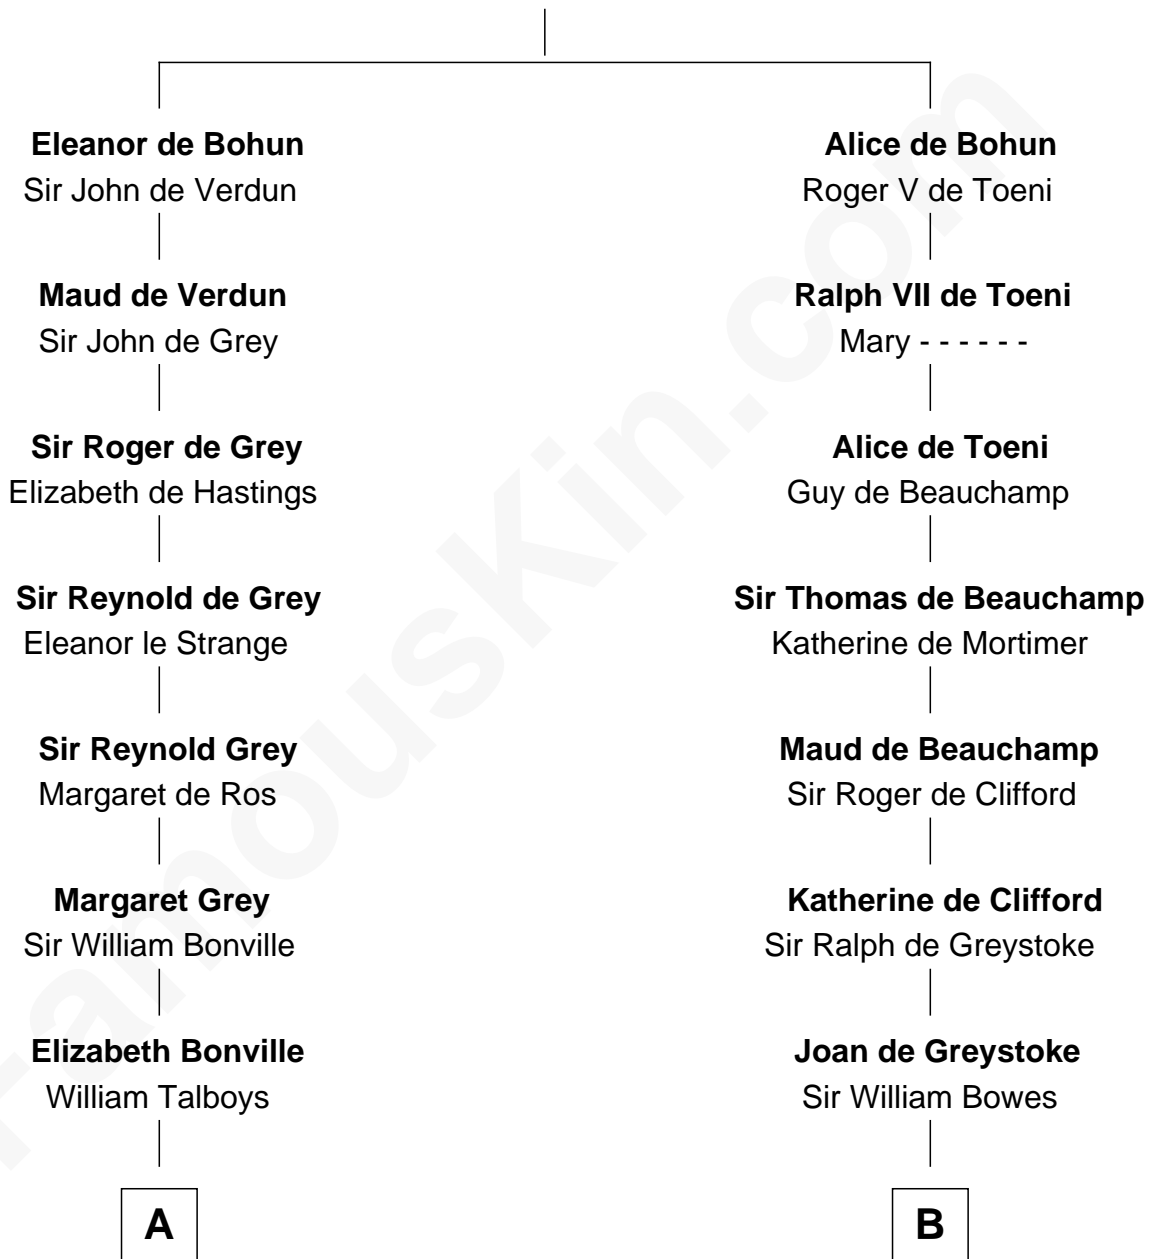 Eleanor de Bohun
Sir John de Verdun
Maud de Verdun
Sir John de Grey
Sir Roger de Grey
Elizabeth de Hastings
Sir Reynold de Grey
Eleanor le Strange
Sir Reynold Grey
Margaret de Ros
Margaret Grey
Sir William Bonville
Elizabeth Bonville
William Talboys
A
Alice de Bohun
Roger V de Toeni
Ralph VII de Toeni
Mary - - - - - -
Alice de Toeni
Guy de Beauchamp
Sir Thomas de Beauchamp
Katherine de Mortimer
Maud de Beauchamp
Sir Roger de Clifford
Katherine de Clifford
Sir Ralph de Greystoke
Joan de Greystoke
Sir William Bowes
B
FamousKin.com